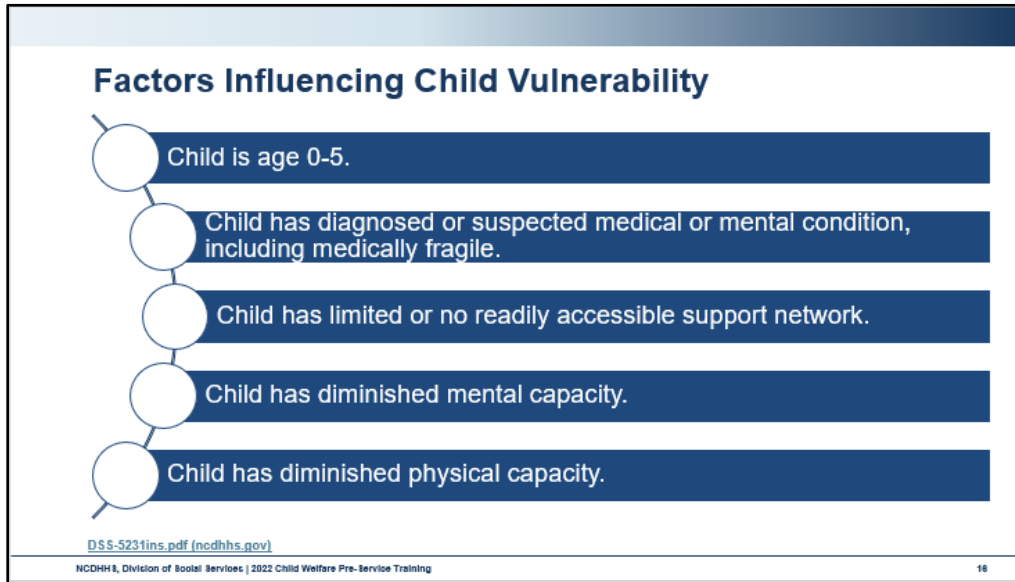 Factors Influencing Child Vulnerability
Child is age 0-5.
Child has diagnosed or suspected medical or mental condition,
including medically fragile.
Child has limited or no readily accessible support network.
Child has diminished mental capacity.
Child has diminished physical capacity.
DSS-5231ins.pdf (ncdhhs.gov)
NCDHHS, Division of Social Services | 2022 Child Welfare Pre-Service Training
16